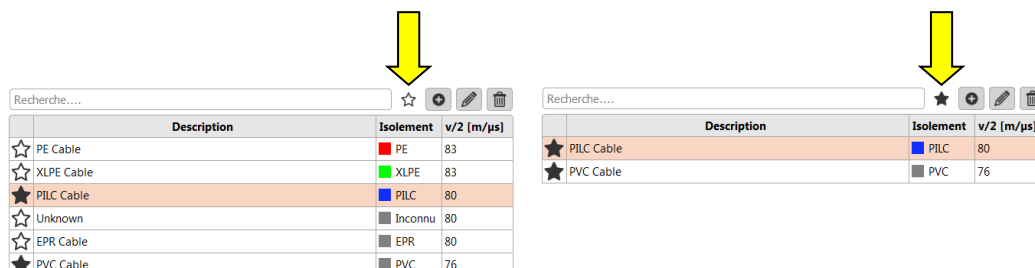 Recherche....
Description Isolement v/2 [m/µs]
PE Cable PE 83
XLPE Cable XLPE 83
PILC Cable PILC 80
Unknown Inconnu 80
EPR Cable EPR 80
PVC Cable PVC 76
Recherche....
Description Isolement v/2 [m/µs]
PILC Cable PILC 80
PVC Cable PVC 76